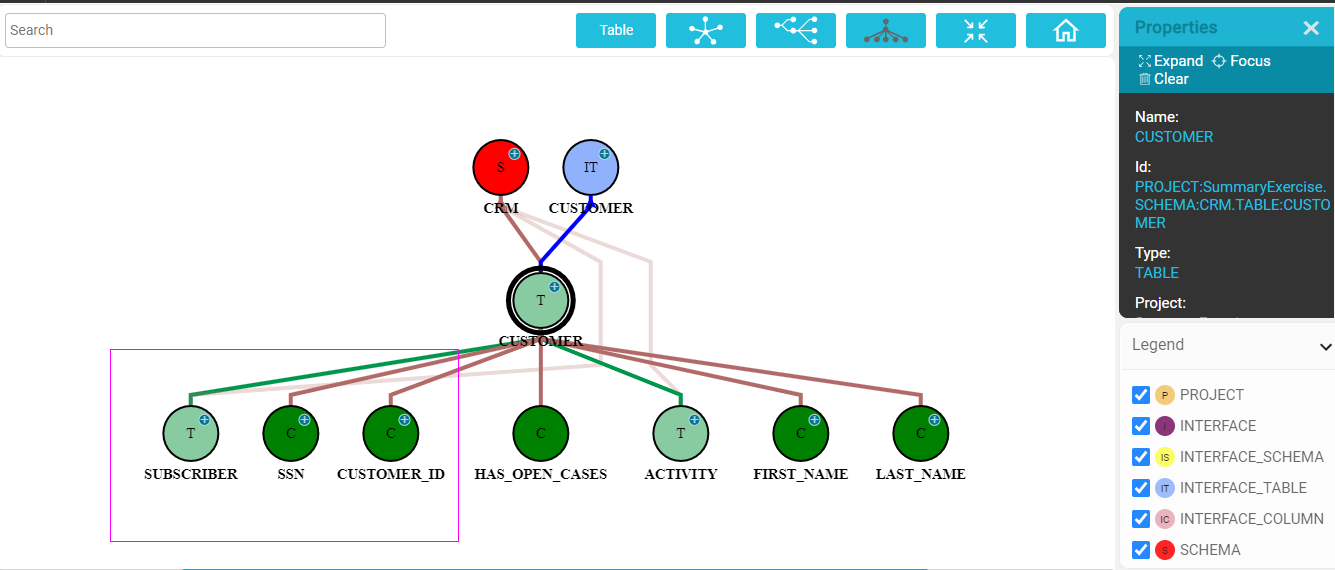 Search
Table
Properties
Expand Focus
Clear
Name:
CUSTOMER
Id:
PROJECT:SummaryExercise.
SCHEMA:CRM.TABLE:CUSTO
MER
Type:
TABLE
Project:
S
IT
CRM
CUSTOMER
T
CUSTOMER
T
C
C
C
T
C
C
SUBSCRIBER
SSN
CUSTOMER_ID
HAS_OPEN_CASES
ACTIVITY
FIRST_NAME
LAST_NAME
Legend
P PROJECT
I INTERFACE
IS INTERFACE_SCHEMA
IT INTERFACE_TABLE
IC INTERFACE_COLUMN
S SCHEMA